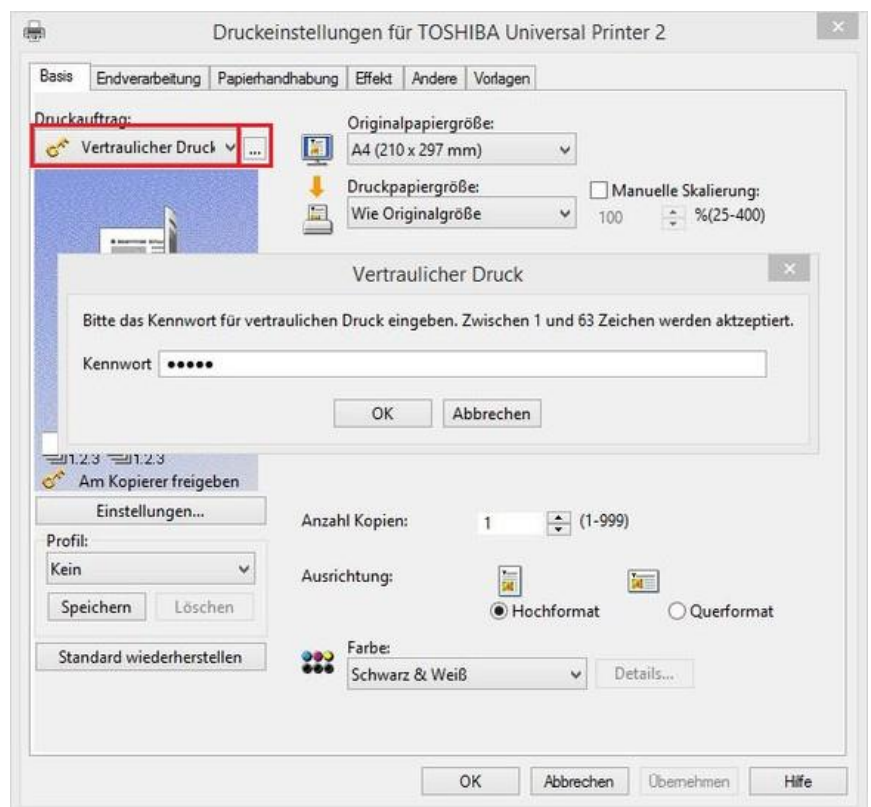 Druckeinstellungen für TOSHIBA Universal Printer 2
Basis Endverarbeitung Papierhandhabung Effekt Andere Vorlagen
Druckauftrag:
Vertraulicher Druck
...
Originalpapiergröße:
A4 (210 x 297 mm)
Druckpapiergröße:
Wie Originalgröße
Manuelle Skalierung:
100 %(25-400)
Vertraulicher Druck
Bitte das Kennwort für vertraulichen Druck eingeben. Zwischen 1 und 63 Zeichen werden aktzeptiert.
Kennwort •••••
OK Abbrechen
1.2.3 1.2.3
Am Kopierer freigeben
Einstellungen...
Profil:
Kein
Speichern Löschen
Standard wiederherstellen
Anzahl Kopien: 1 (1-999)
Ausrichtung:
Hochformat Querformat
Farbe:
Schwarz & Weiß Details...
OK Abbrechen Übernehmen Hilfe